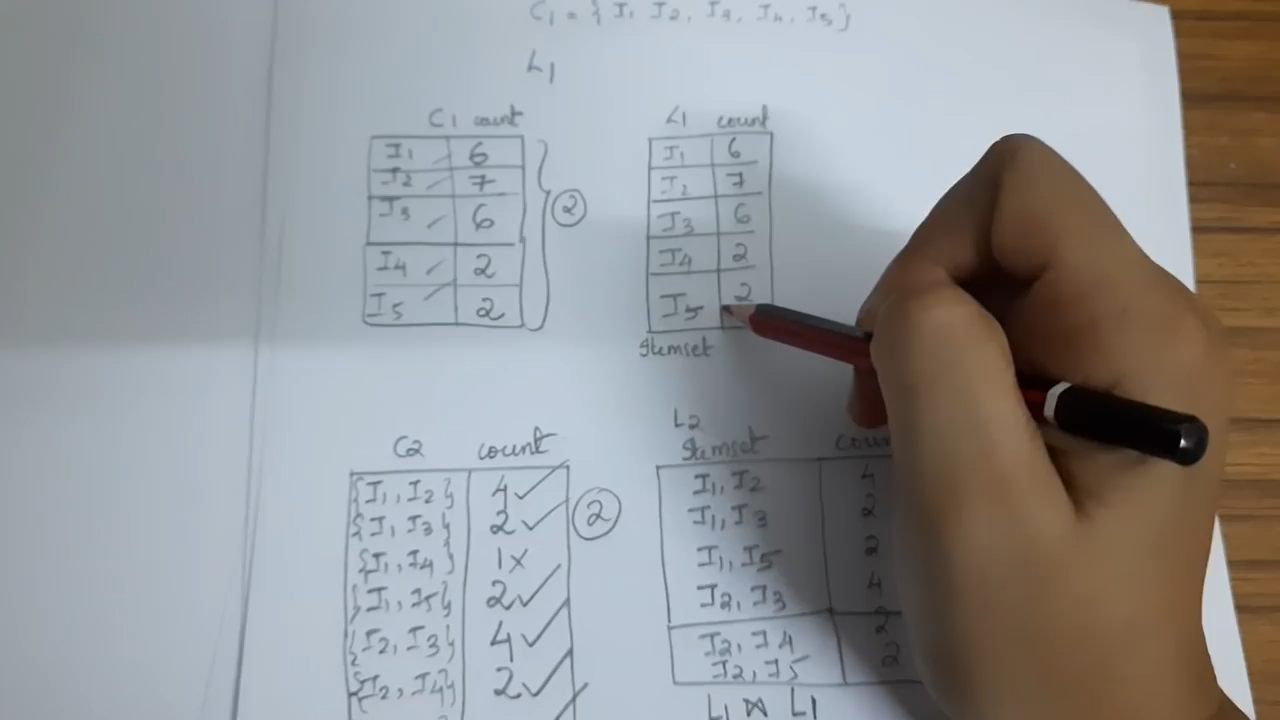 C1 = { I1 I2, I3, I4, I5}
L1
C1 count
I1 6
I2 7
I3 6
I4 2
I5 2
2
L1 count
I1 6
I2 7
I3 6
I4 2
I5 2
Itemset
C2 count
{I1, I2} 4 ✓
{I1, I3} 2 ✓
{I1, I4} 1 x
{I1, I5} 2 ✓
{I2, I3} 4 ✓
{I2, I4} 2 ✓
2
L2
Itemset
I1, I2 4
I1, I3 2
I1, I5 2
I2, I3 4
I2, I4 2
I2, I5 2
L1 ⋈ L1